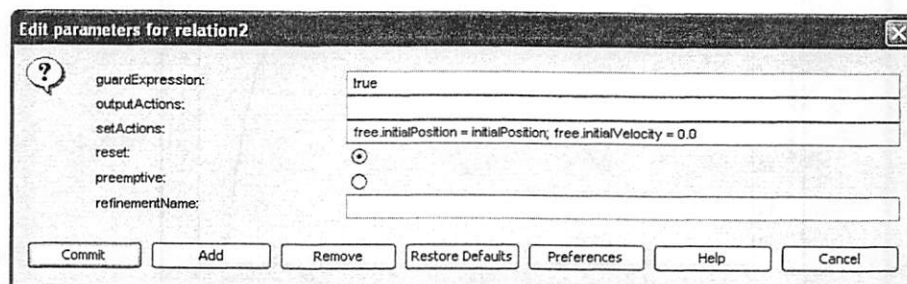 Edit parameters for relation2
guardExpression: true
outputActions:
setActions: free.initialPosition = initialPosition; free.initialVelocity = 0.0
reset:
preemptive:
refinementName:
Commit Add Remove Restore Defaults Preferences Help Cancel